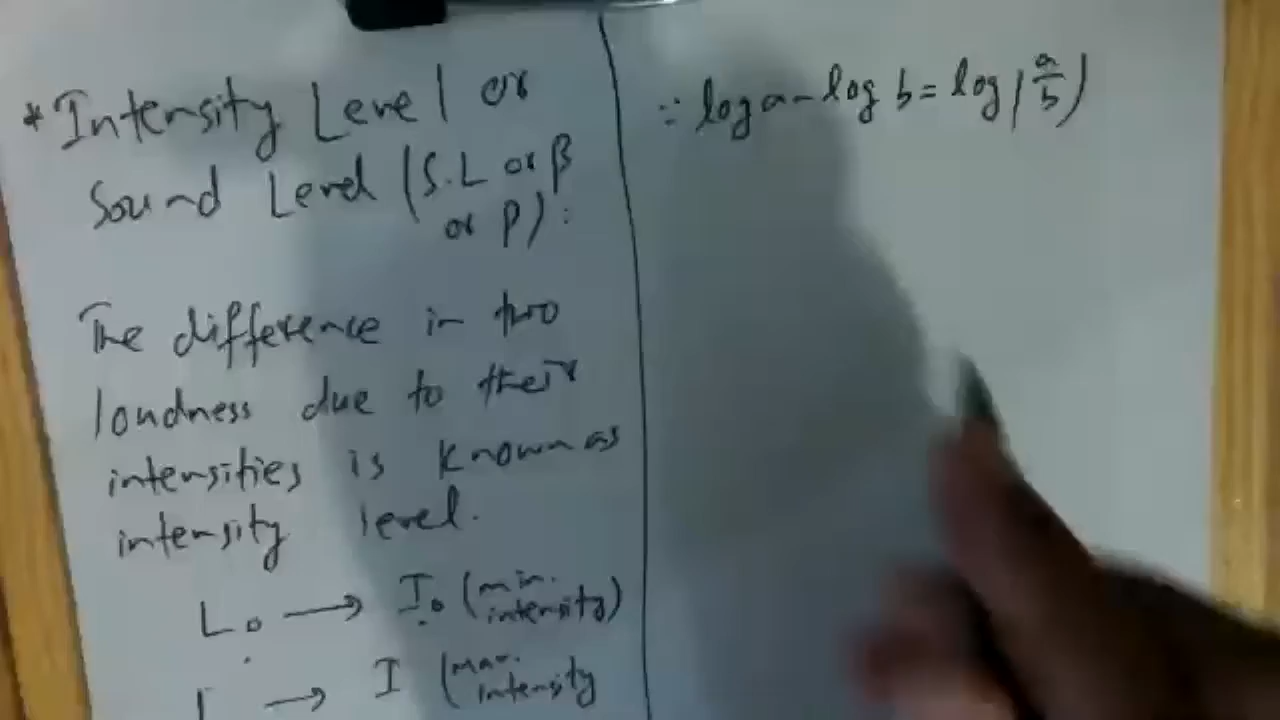 *Intensity Level or
Sound Level (S.L or β
or β):
The difference in two
loudness due to their
intensities is known as
intensity level.
L₀ → I₀ (min. intensity)
L → I (max. intensity
∵ log a - log b = log(a/b)